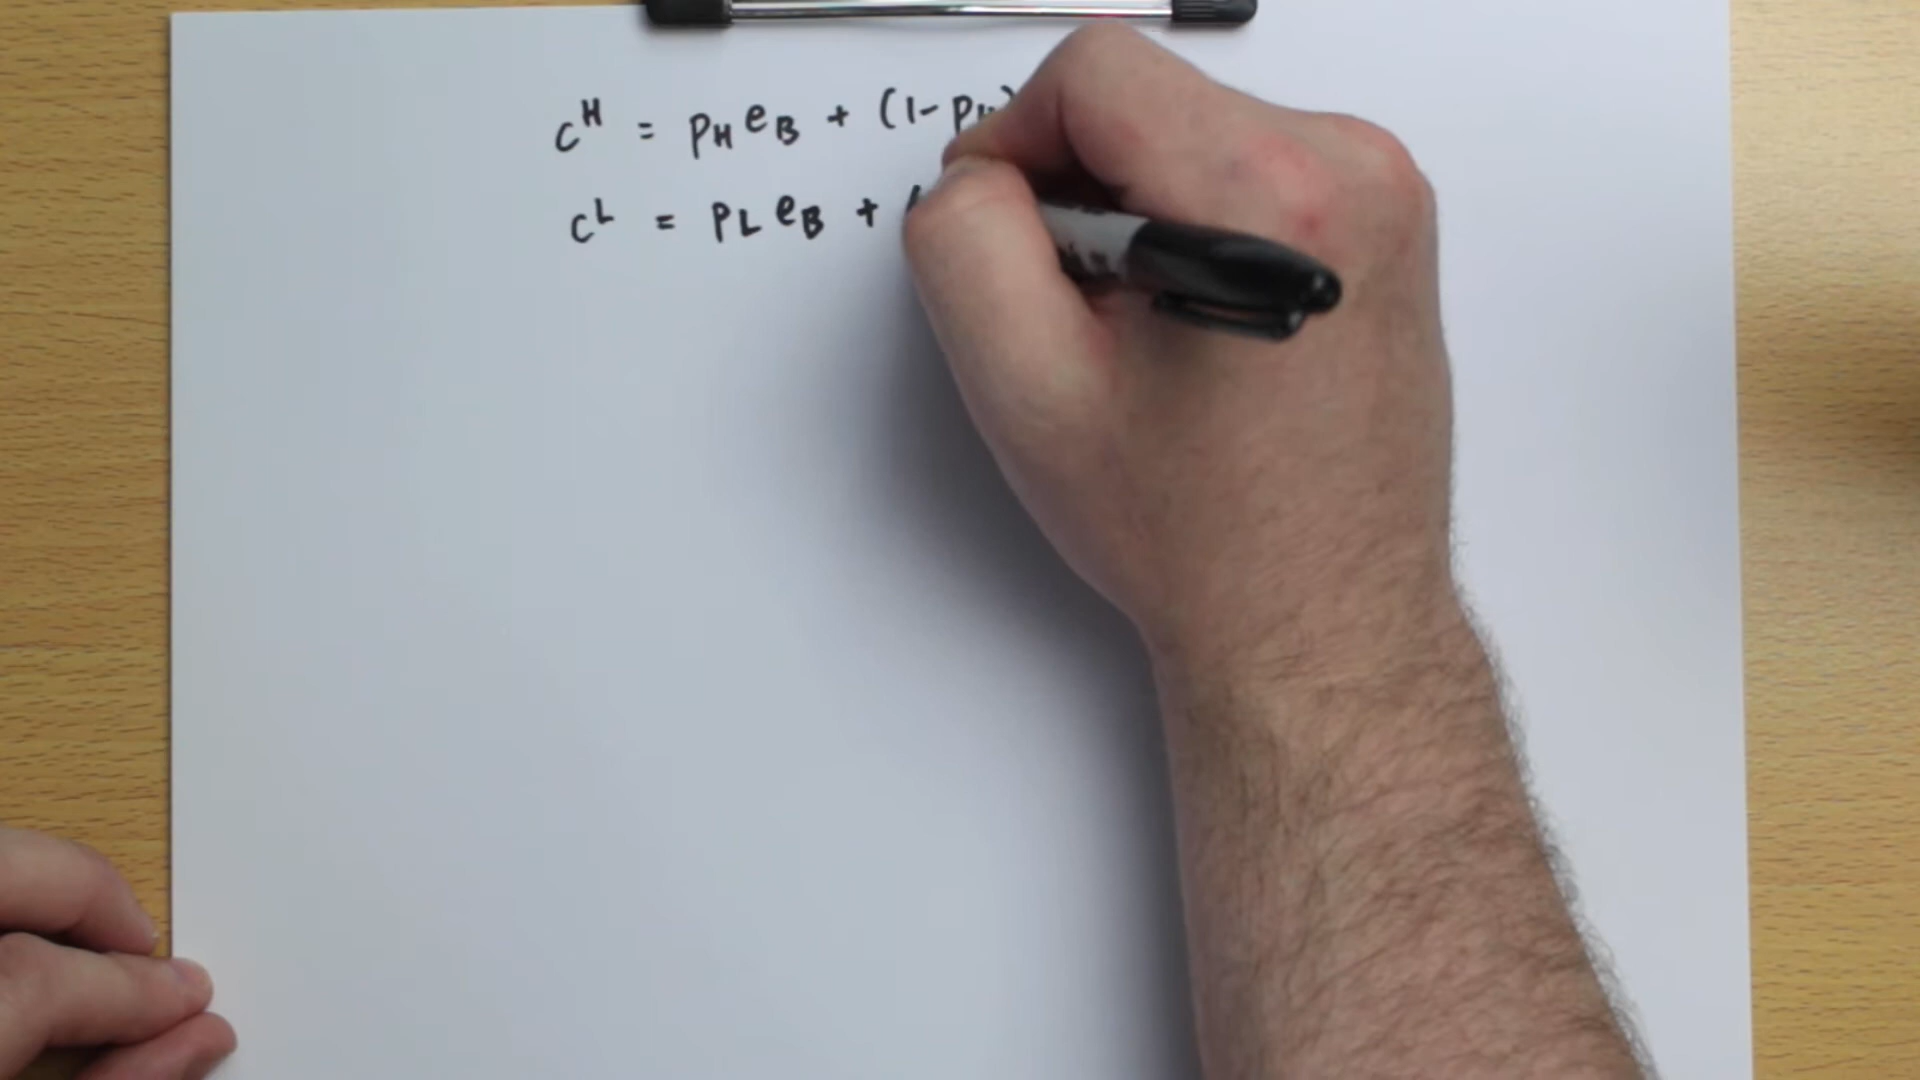 c^H = p_H e_B + (1 - p_H)
c^L = p_L e_B + (